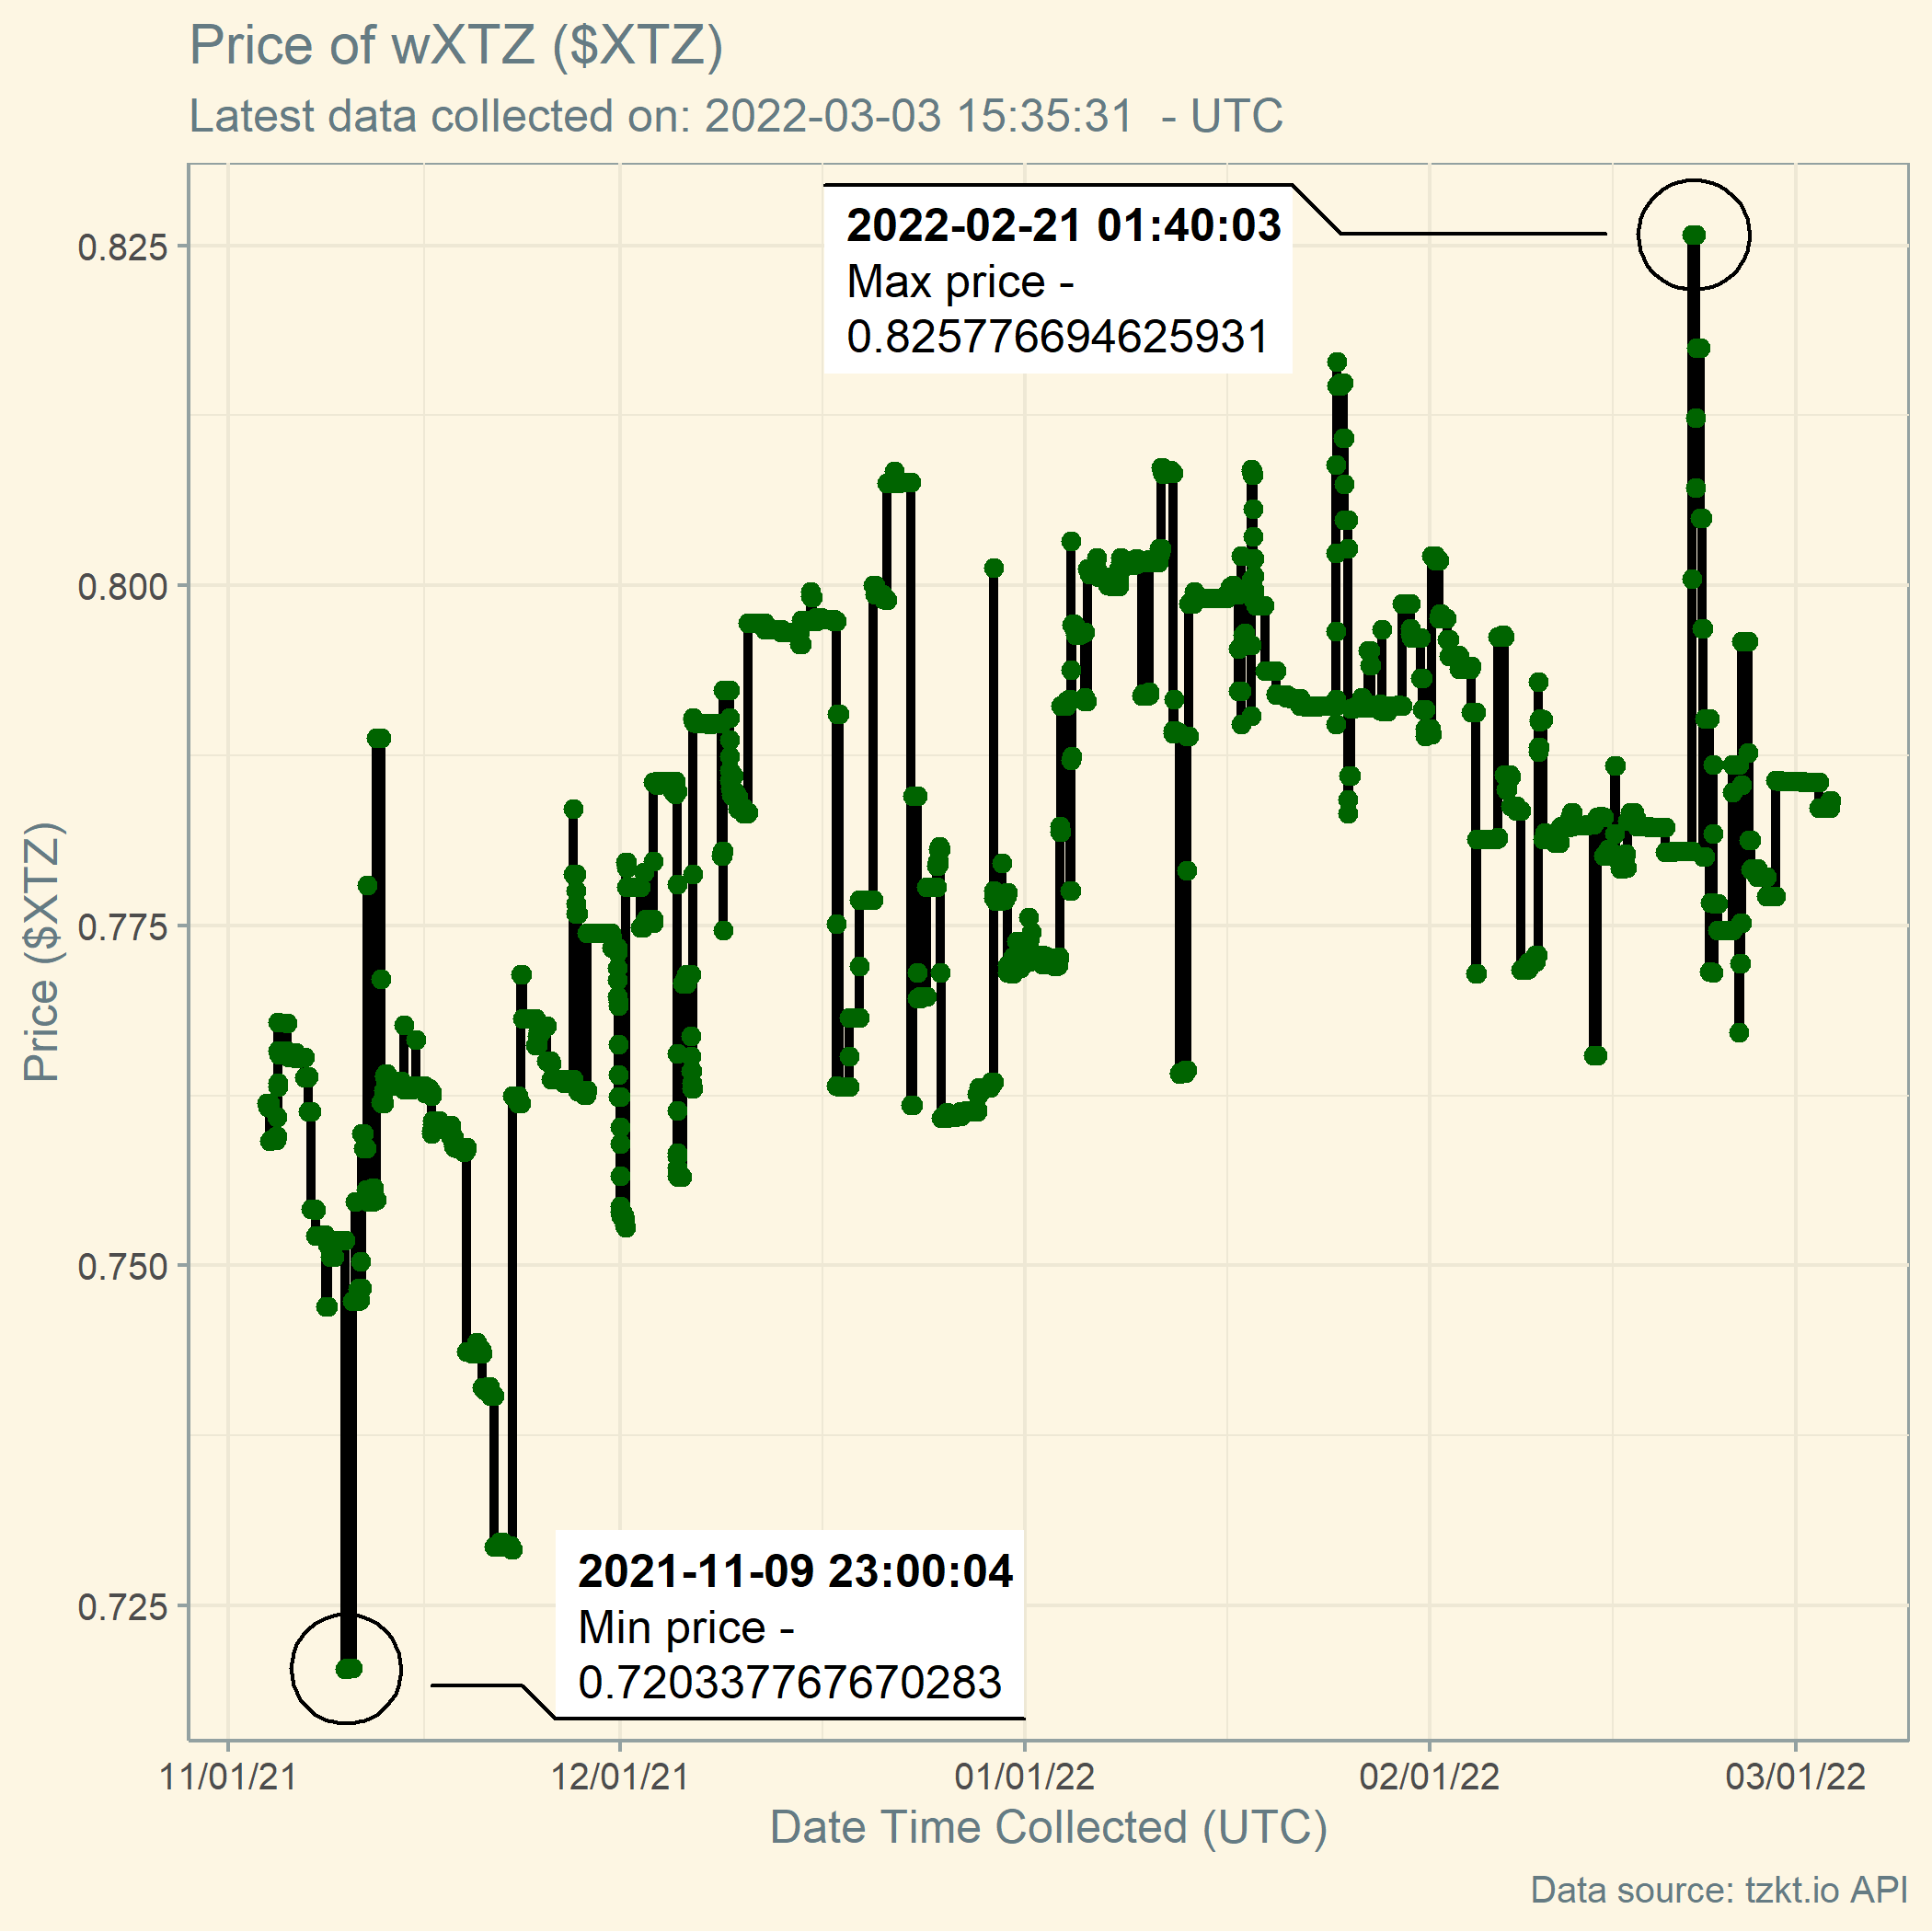 Price of wXTZ ($XTZ)
Latest data collected on: 2022-03-03 15:35:31  - UTC
2022-02-21 01:40:03
Max price -
0.825776694625931
0.825
0.800
0.775
0.750
0.725
Price ($XTZ)
2021-11-09 23:00:04
Min price -
0.720337767670283
11/01/21
12/01/21
01/01/22
02/01/22
03/01/22
Date Time Collected (UTC)
Data source: tzkt.io API